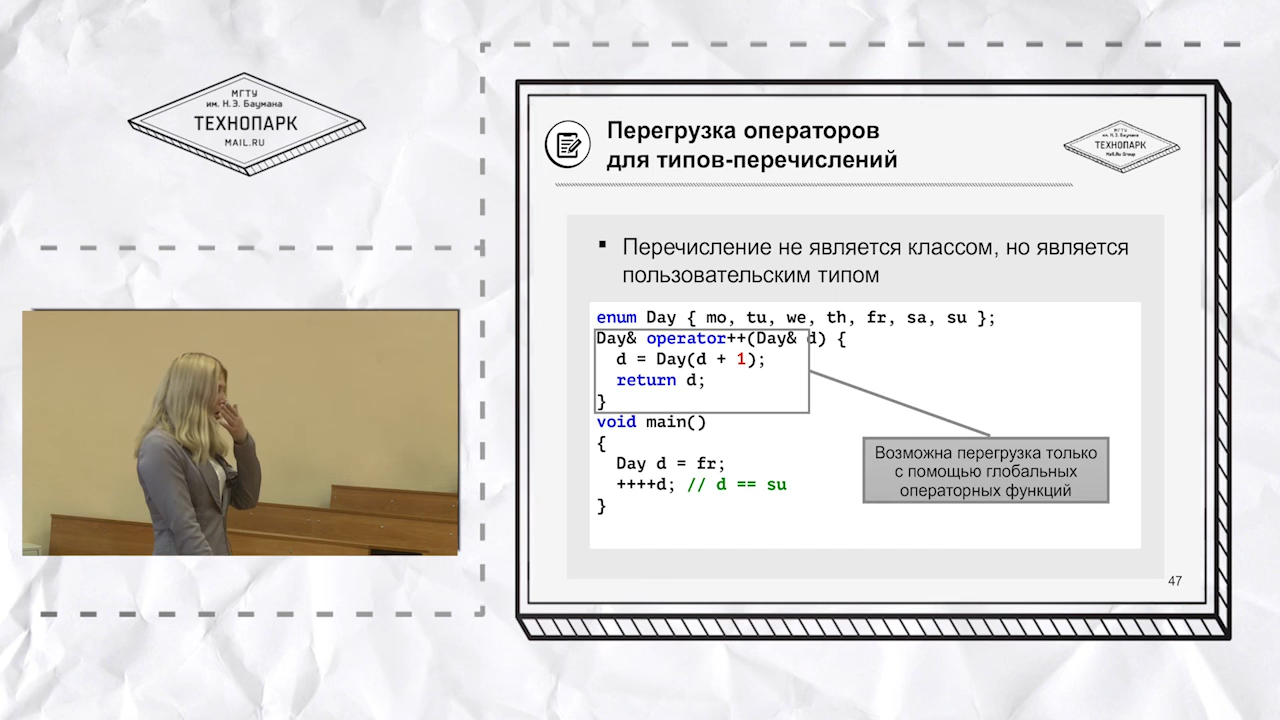 МГТУ
им. Н.Э. Баумана
ТЕХНОПАРК
MAIL.RU
Перегрузка операторов
для типов-перечислений
МГТУ
им. Н.Э. Баумана
ТЕХНОПАРК
Mail.Ru Group
▪ Перечисление не является классом, но является
пользовательским типом
enum Day { mo, tu, we, th, fr, sa, su };
Day& operator++(Day& d) {
d = Day(d + 1);
return d;
}
void main()
{
Day d = fr;
++++d; // d == su
}
Возможна перегрузка только
с помощью глобальных
операторных функций
47